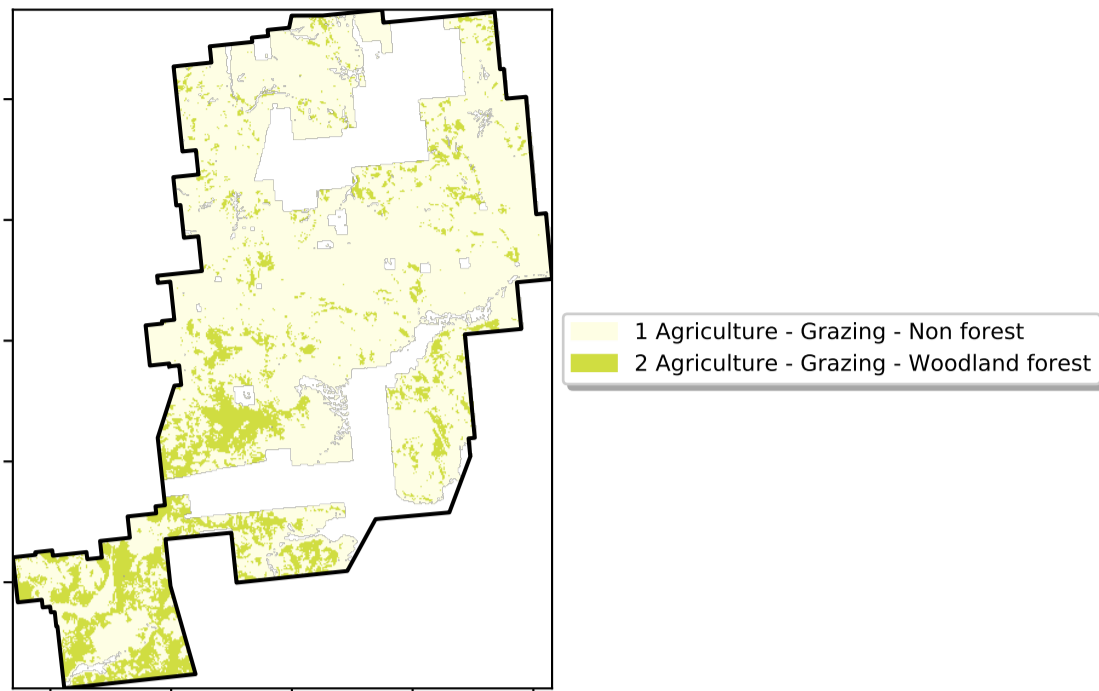 1 Agriculture - Grazing - Non forest
2 Agriculture - Grazing - Woodland forest